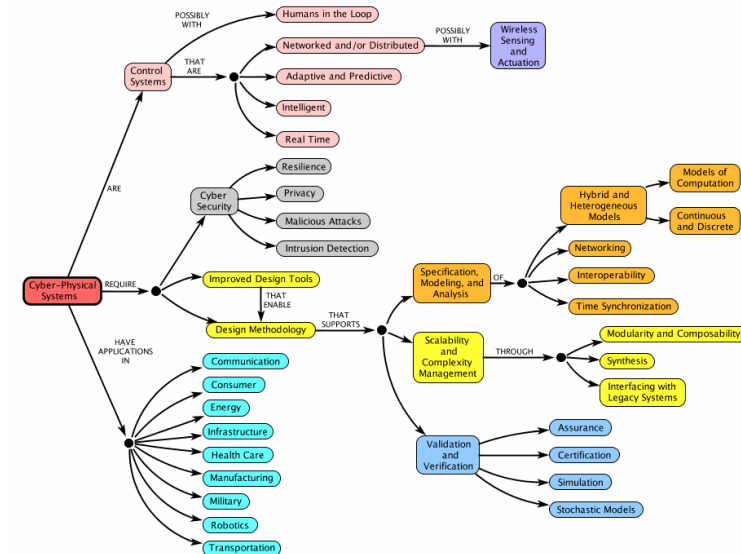 POSSIBLY
WITH
Humans in the Loop
Control
Systems
THAT
ARE
Networked and/or Distributed
POSSIBLY
WITH
Wireless
Sensing
and
Actuation
Adaptive and Predictive
Intelligent
Real Time
ARE
Cyber
Security
Resilience
Privacy
Malicious Attacks
Intrusion Detection
Cyber-Physical
Systems
REQUIRE
Improved Design Tools
THAT
ENABLE
Design Methodology
THAT
SUPPORTS
Specification,
Modeling, and
Analysis
OF
Hybrid and
Heterogeneous
Models
Models of
Computation
Continuous
and Discrete
Networking
Interoperability
Time Synchronization
Scalability
and
Complexity
Management
THROUGH
Modularity and Composability
Synthesis
Interfacing with
Legacy Systems
Validation
and
Verification
Assurance
Certification
Simulation
Stochastic Models
HAVE
APPLICATIONS
IN
Communication
Consumer
Energy
Infrastructure
Health Care
Manufacturing
Military
Robotics
Transportation